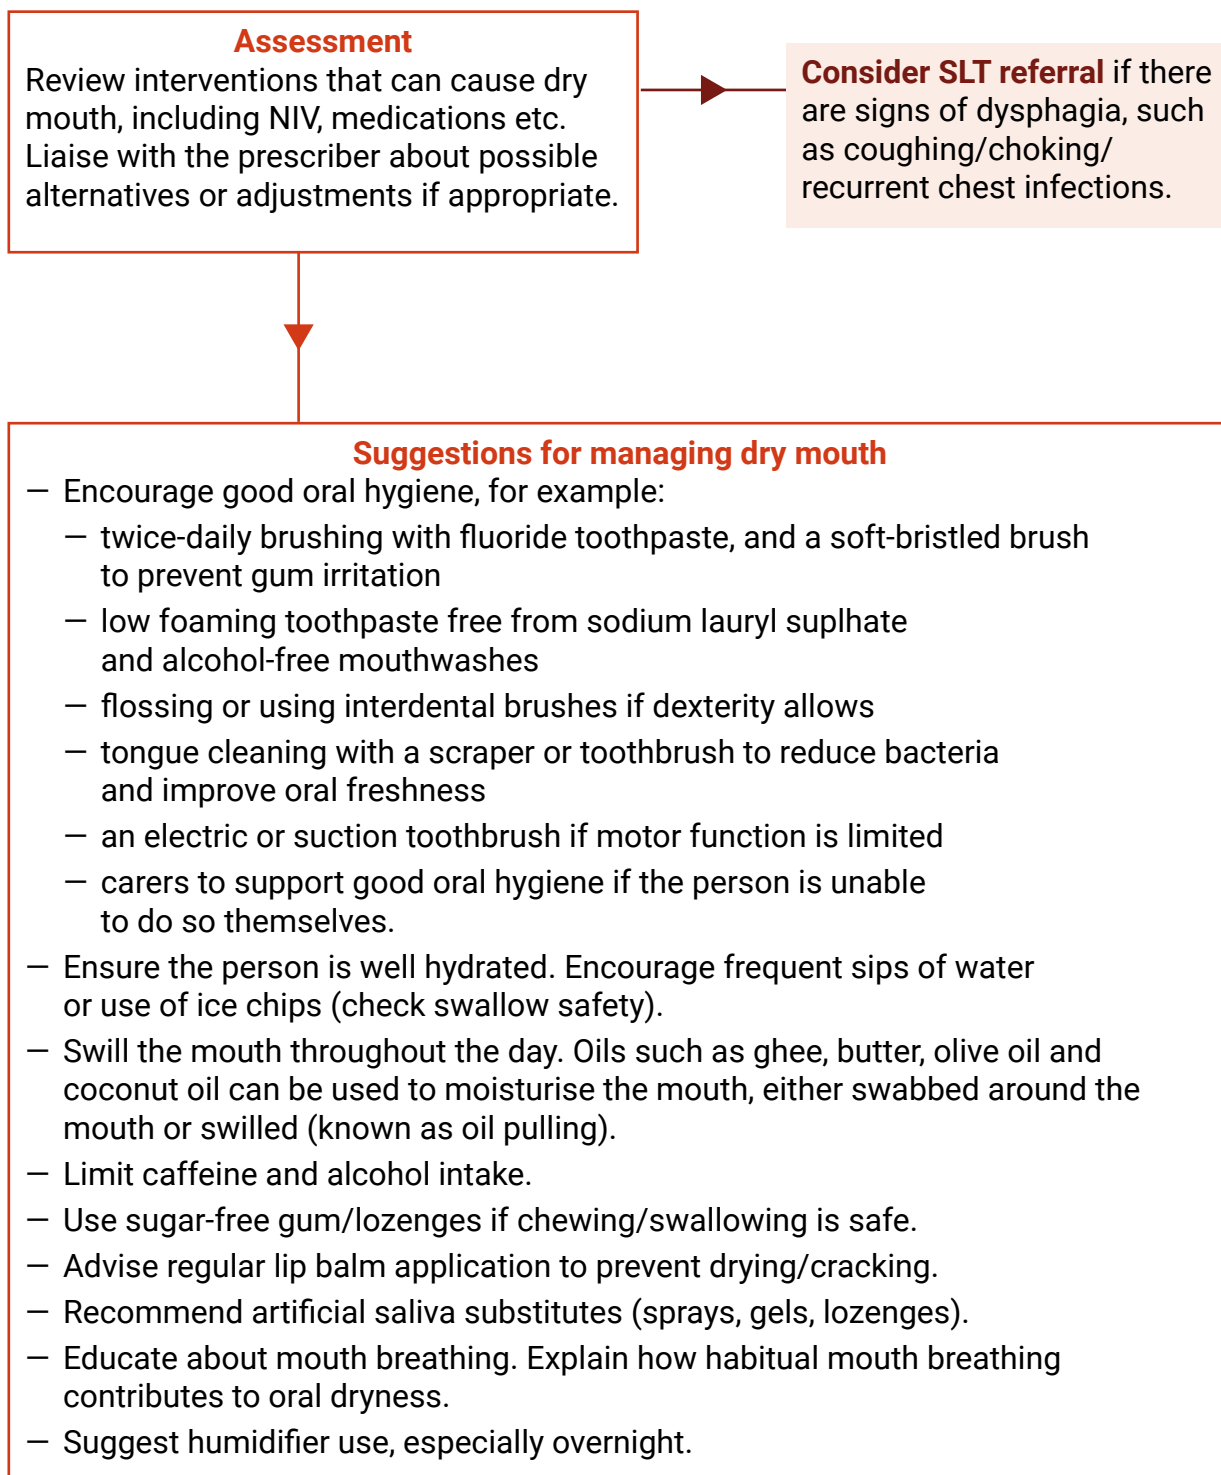 Assessment
Review interventions that can cause dry
mouth, including NIV, medications etc.
Liaise with the prescriber about possible
alternatives or adjustments if appropriate.
Consider SLT referral if there
are signs of dysphagia, such
as coughing/choking/
recurrent chest infections.
Suggestions for managing dry mouth
— Encourage good oral hygiene, for example:
— twice-daily brushing with fluoride toothpaste, and a soft-bristled brush
to prevent gum irritation
— low foaming toothpaste free from sodium lauryl suplhate
and alcohol-free mouthwashes
— flossing or using interdental brushes if dexterity allows
— tongue cleaning with a scraper or toothbrush to reduce bacteria
and improve oral freshness
— an electric or suction toothbrush if motor function is limited
— carers to support good oral hygiene if the person is unable
to do so themselves.
— Ensure the person is well hydrated. Encourage frequent sips of water
or use of ice chips (check swallow safety).
— Swill the mouth throughout the day. Oils such as ghee, butter, olive oil and
coconut oil can be used to moisturise the mouth, either swabbed around the
mouth or swilled (known as oil pulling).
— Limit caffeine and alcohol intake.
— Use sugar-free gum/lozenges if chewing/swallowing is safe.
— Advise regular lip balm application to prevent drying/cracking.
— Recommend artificial saliva substitutes (sprays, gels, lozenges).
— Educate about mouth breathing. Explain how habitual mouth breathing
contributes to oral dryness.
— Suggest humidifier use, especially overnight.